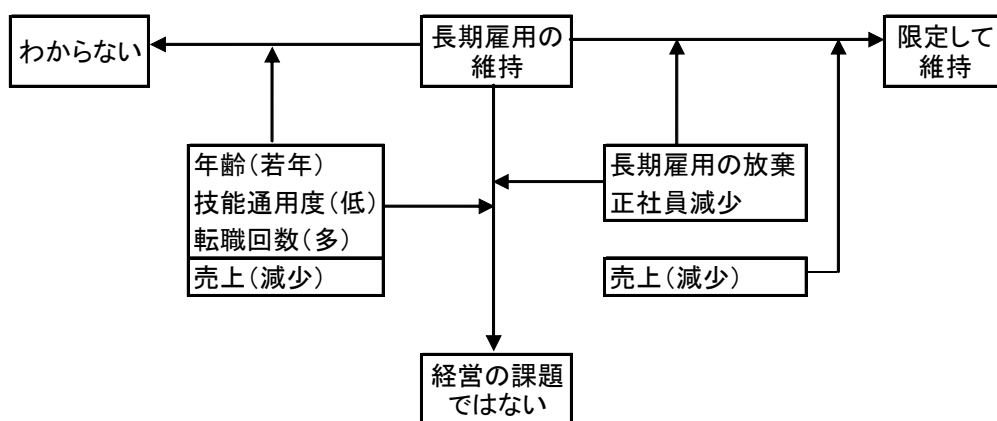 わからない
長期雇用の
維持
限定して
維持
年齢(若年)
技能通用度(低)
転職回数(多)
売上(減少)
長期雇用の放棄
正社員減少
売上(減少)
経営の課題
ではない